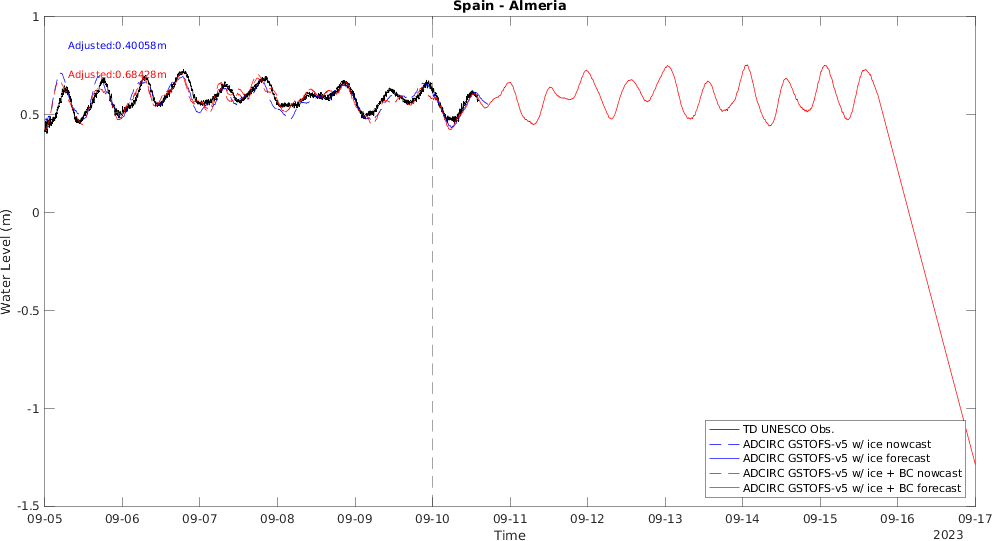 Spain - Almeria
Adjusted:0.40058m
Adjusted:0.68428m
Water Level (m)
1
0.5
0
-0.5
-1
-1.5
09-05 09-06 09-07 09-08 09-09 09-10 09-11 09-12 09-13 09-14 09-15 09-16 09-17
Time
2023
TD UNESCO Obs.
ADCIRC GSTOFS-v5 w/ ice nowcast
ADCIRC GSTOFS-v5 w/ ice forecast
ADCIRC GSTOFS-v5 w/ ice + BC nowcast
ADCIRC GSTOFS-v5 w/ ice + BC forecast